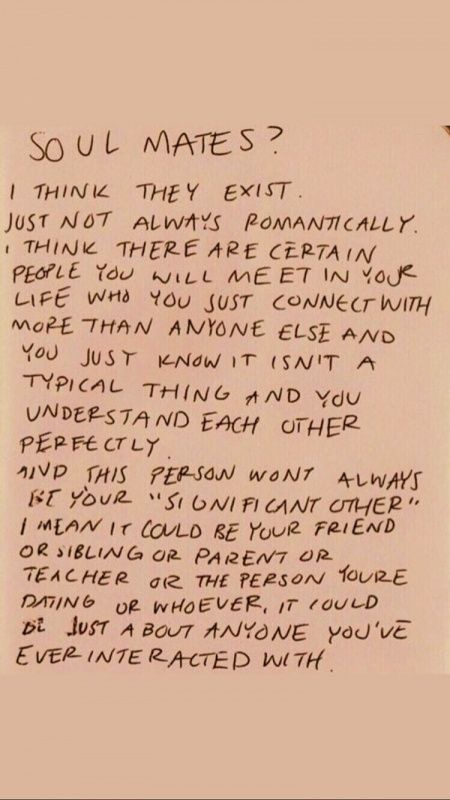 SOUL MATES?
I THINK THEY EXIST.
JUST NOT ALWAYS ROMANTICALLY.
I THINK THERE ARE CERTAIN
PEOPLE YOU WILL MEET IN YOUR
LIFE WHO YOU JUST CONNECT WITH
MORE THAN ANYONE ELSE AND
YOU JUST KNOW IT ISN'T A
TYPICAL THING AND YOU
UNDERSTAND EACH OTHER
PERFECTLY.
AND THIS PERSON WONT ALWAYS
BE YOUR "SIGNIFICANT OTHER"
I MEAN IT COULD BE YOUR FRIEND
OR SIBLING OR PARENT OR
TEACHER OR THE PERSON YOURE
DATING OR WHOEVER, IT COULD
BE JUST ABOUT ANYONE YOU'VE
EVER INTERACTED WITH.